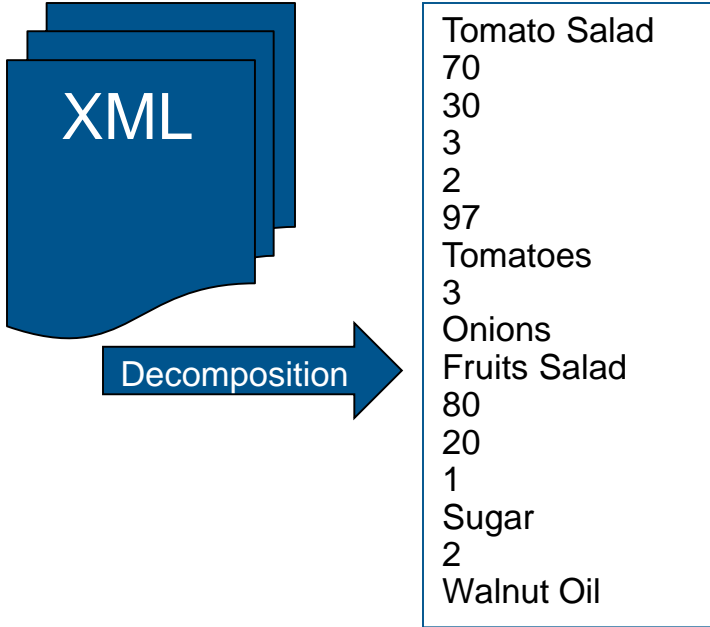 XML
Decomposition
Tomato Salad
70
30
3
2
97
Tomatoes
3
Onions
Fruits Salad
80
20
1
Sugar
2
Walnut Oil